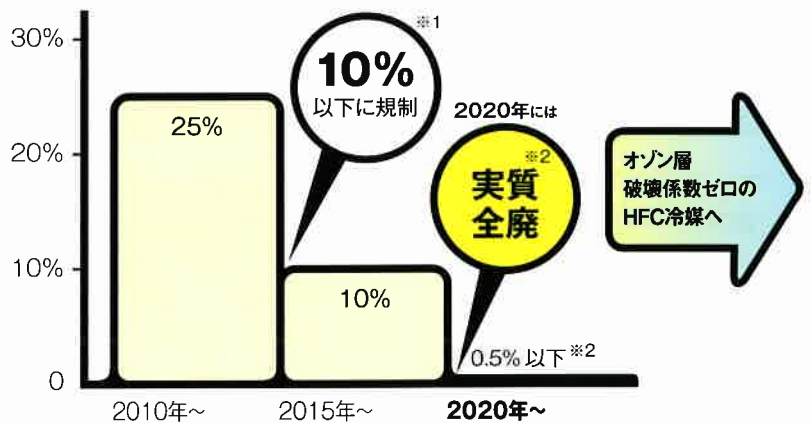 30%
20%
10%
0
25%
10%
0.5% 以下※2
※1
10%
以下に規制
2020年には
※2
実質
全廃
オゾン層
破壊係数ゼロの
HFC冷媒へ
2010年~
2015年~
2020年~